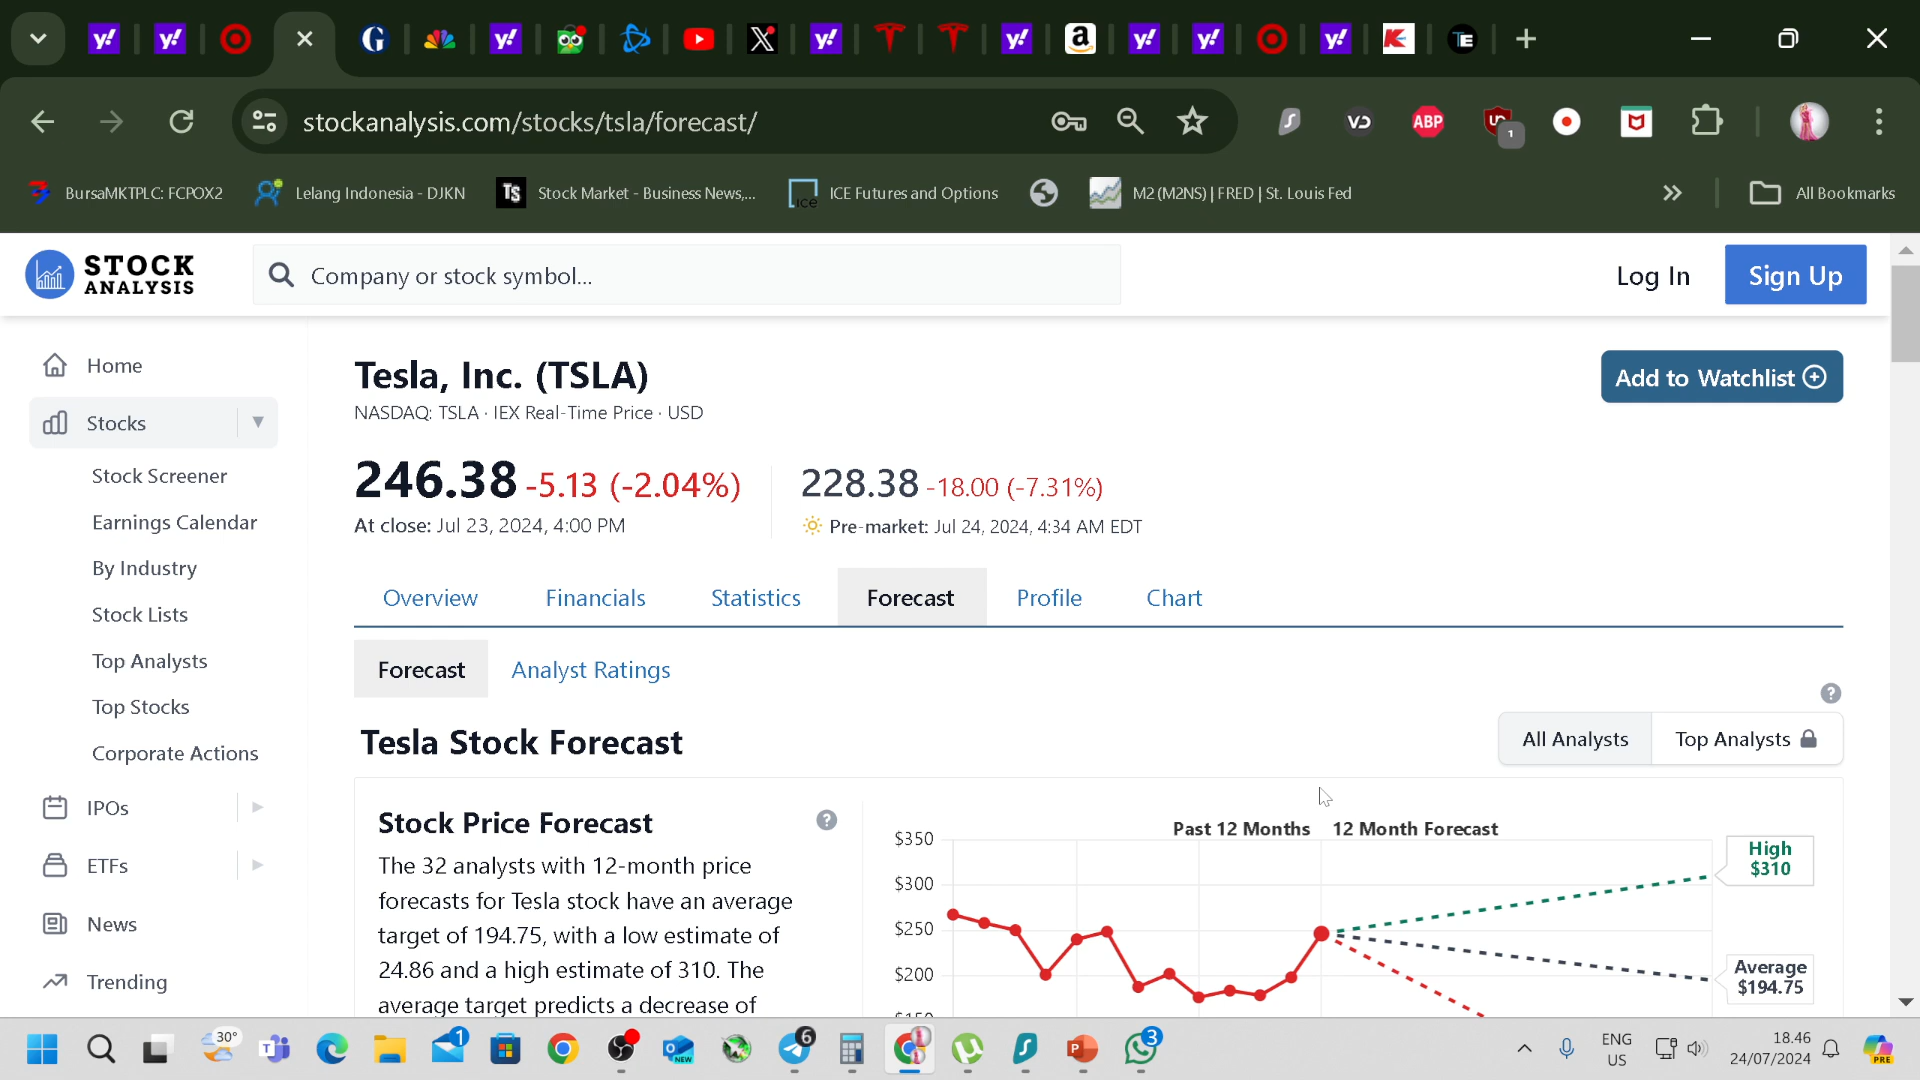 stockanalysis.com/stocks/tsla/forecast/
BursaMKTPLC: FCPOX2
Lelang Indonesia - DJKN
Stock Market - Business News,...
ICE Futures and Options
M2 (M2NS) | FRED | St. Louis Fed
All Bookmarks
STOCK
ANALYSIS
Company or stock symbol...
Log In
Sign Up
Home
Stocks
Stock Screener
Earnings Calendar
By Industry
Stock Lists
Top Analysts
Top Stocks
Corporate Actions
IPOs
ETFs
News
Trending
Tesla, Inc. (TSLA)
NASDAQ: TSLA · IEX Real-Time Price · USD
Add to Watchlist
246.38 -5.13 (-2.04%)
At close: Jul 23, 2024, 4:00 PM
228.38 -18.00 (-7.31%)
Pre-market: Jul 24, 2024, 4:34 AM EDT
Overview Financials Statistics Forecast Profile Chart
Forecast Analyst Ratings
Tesla Stock Forecast
All Analysts Top Analysts
Stock Price Forecast
The 32 analysts with 12-month price
forecasts for Tesla stock have an average
target of 194.75, with a low estimate of
24.86 and a high estimate of 310. The
average target predicts a decrease of
Past 12 Months 12 Month Forecast
$350
$300
$250
$200
$150
High
$310
Average
$194.75
30°
1
6
3
ENG
US
18.46
24/07/2024